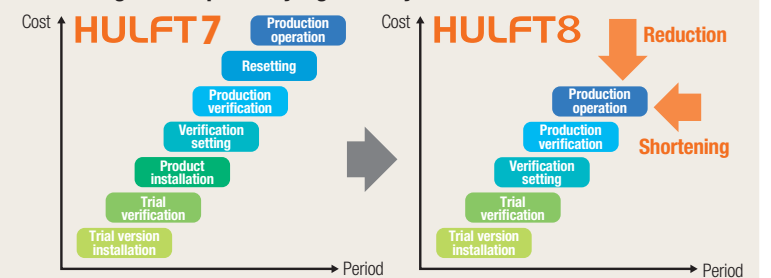 Cost
HULFT7
Production
operation
Resetting
Production
verification
Verification
setting
Product
installation
Trial
verification
Trial version
installation
Period
Cost
HULFT8
Reduction
Production
operation
Shortening
Production
verification
Verification
setting
Trial
verification
Trial version
installation
Period